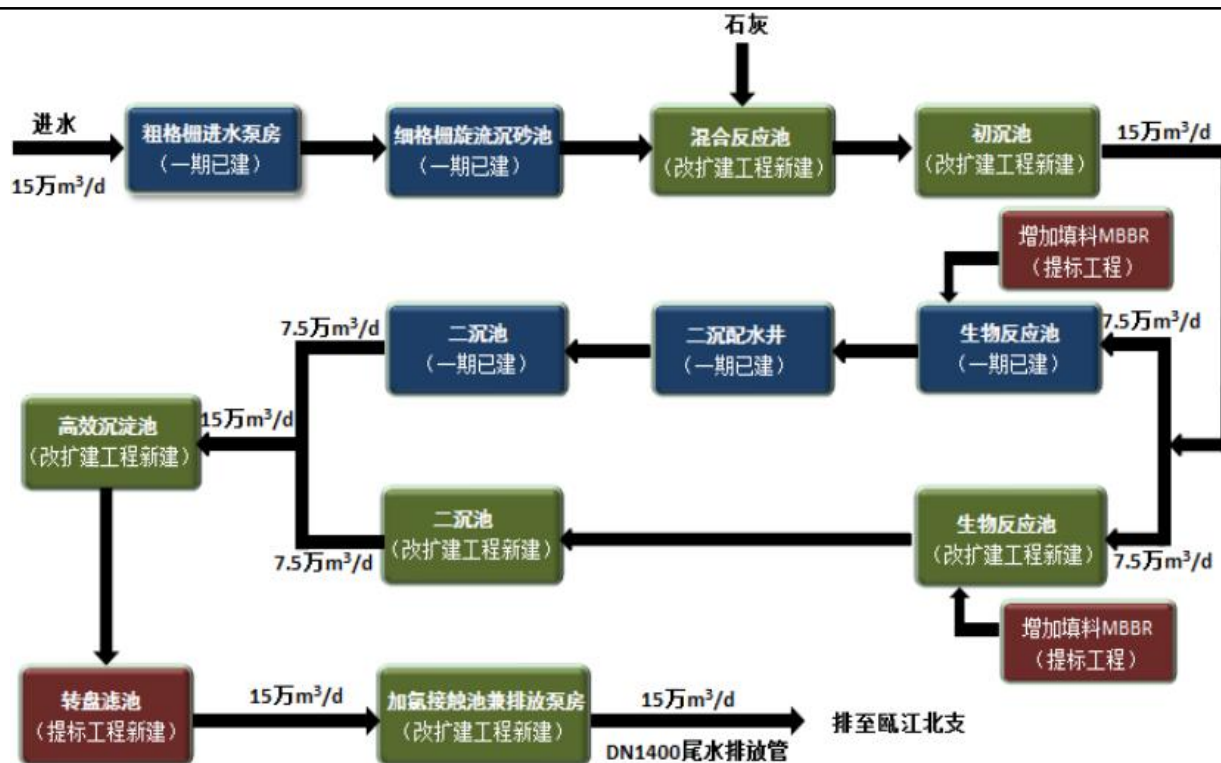 石灰
进水
15万m³/d
粗格栅进水泵房
（一期已建）
细格栅旋流沉砂池
（一期已建）
混合反应池
（改扩建工程新建）
初沉池
（改扩建工程新建）
15万m³/d
增加填料MBBR
（提标工程）
7.5万m³/d
二沉池
（一期已建）
二沉配水井
（一期已建）
生物反应池
（一期已建）
7.5万m³/d
高效沉淀池
（改扩建工程新建）
15万m³/d
二沉池
（改扩建工程新建）
7.5万m³/d
生物反应池
（改扩建工程新建）
7.5万m³/d
增加填料MBBR
（提标工程）
转盘滤池
（提标工程新建）
15万m³/d
加氯接触池兼排放泵房
（改扩建工程新建）
15万m³/d
DN1400尾水排放管
排至瓯江北支